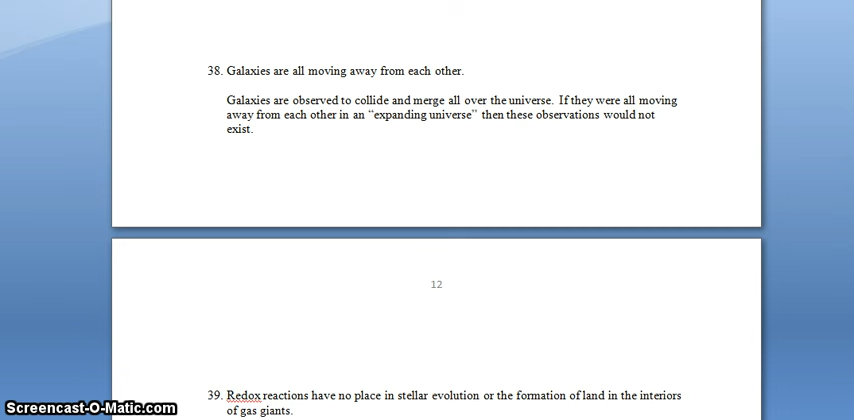 38. Galaxies are all moving away from each other.
Galaxies are observed to collide and merge all over the universe. If they were all moving
away from each other in an “expanding universe” then these observations would not
exist.
12
39. Redox reactions have no place in stellar evolution or the formation of land in the interiors
of gas giants.
Screencast-O-Matic.com